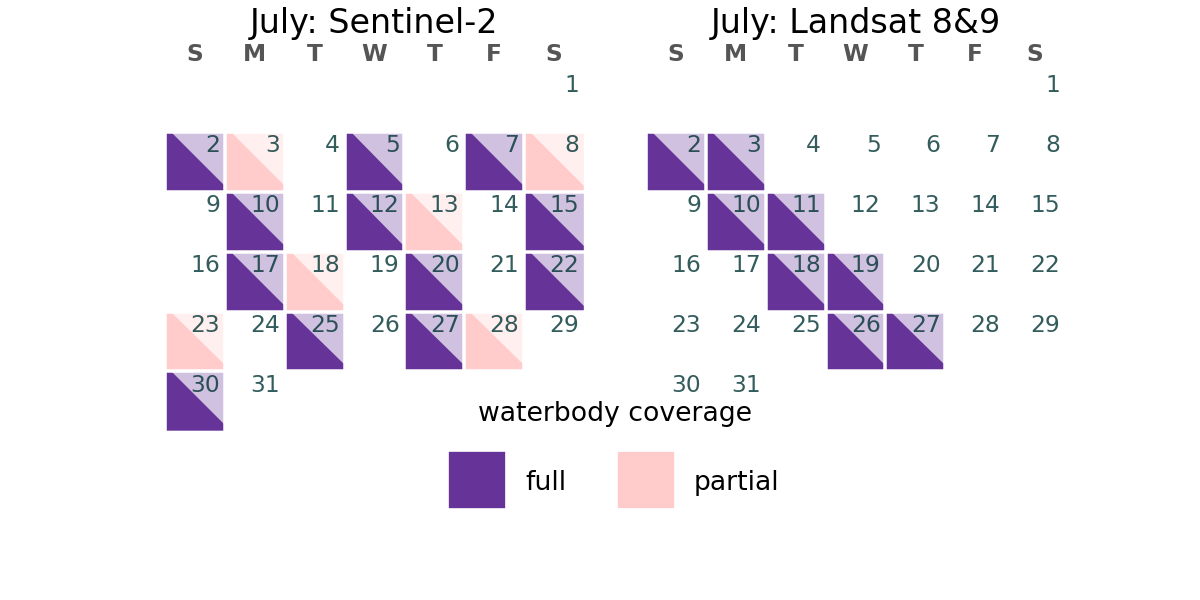 July: Sentinel-2
S M T W T F S
1
2 3 4 5 6 7 8
9 10 11 12 13 14 15
16 17 18 19 20 21 22
23 24 25 26 27 28 29
30 31
July: Landsat 8&9
S M T W T F S
1
2 3 4 5 6 7 8
9 10 11 12 13 14 15
16 17 18 19 20 21 22
23 24 25 26 27 28 29
30 31
waterbody coverage
full partial